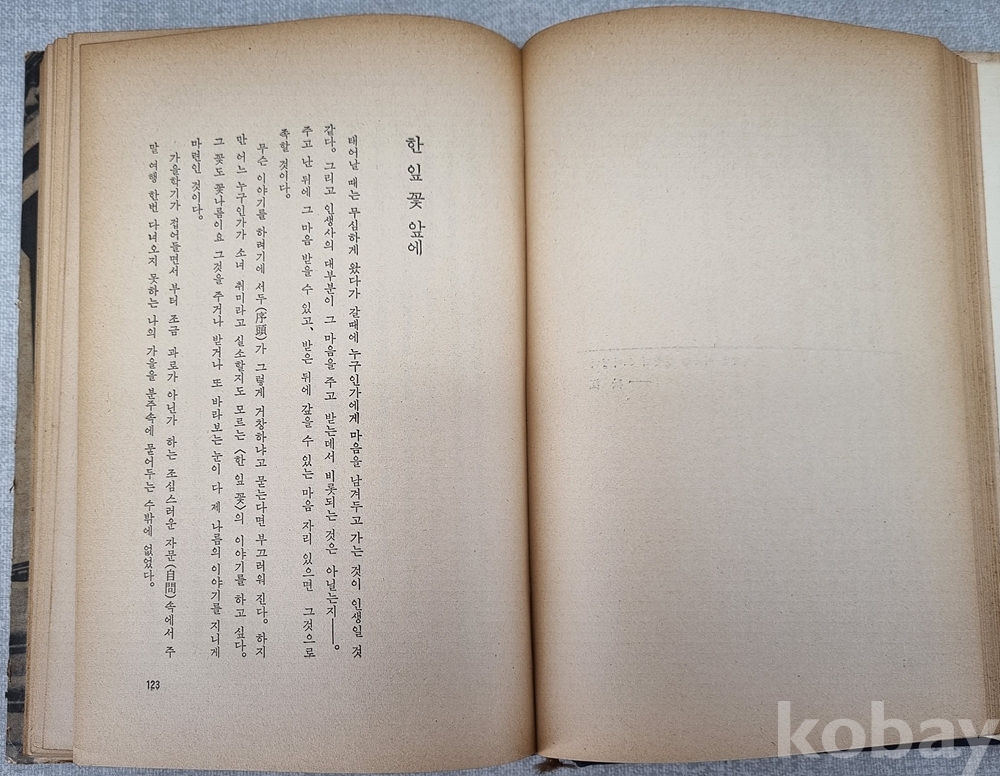 한 잎 꽃 앞에
태어날 때는 무심하게 왔다가 갈때에 누구인가에게 마음을 남겨두고 가는 것이 인생일 것
같다. 그리고 인생사의 대부분이 그 마음을 주고 받는데서 비롯되는 것은 아닐는지──。
주고 난 뒤에 그 마음 받을 수 있고, 받은 뒤에 갚을 수 있는 마음 자리 있으면 그것으로
족할 것이다.
무슨 이야기를 하려기에 서두(序頭)가 그렇게 거창하냐고 묻는다면 부끄러워 진다. 하지
만 어느 누구인가가 소녀 취미라고 실소할지도 모르는 〈한 잎 꽃〉의 이야기를 하고 싶다.
그 꽃도 꽃나름이요 그것을 주거나 받거나 또 바라보는 눈이 다 제 나름의 이야기를 지니게
마련인 것이다.
가을학기가 접어들면서 부터 조금 과로가 아닌가 하는 조심스러운 자문(自間)속에서 주
말 여행 한번 다녀오지 못하는 나의 가을을 분주속에 묻어두는 수밖에 없었다.
123
kobay